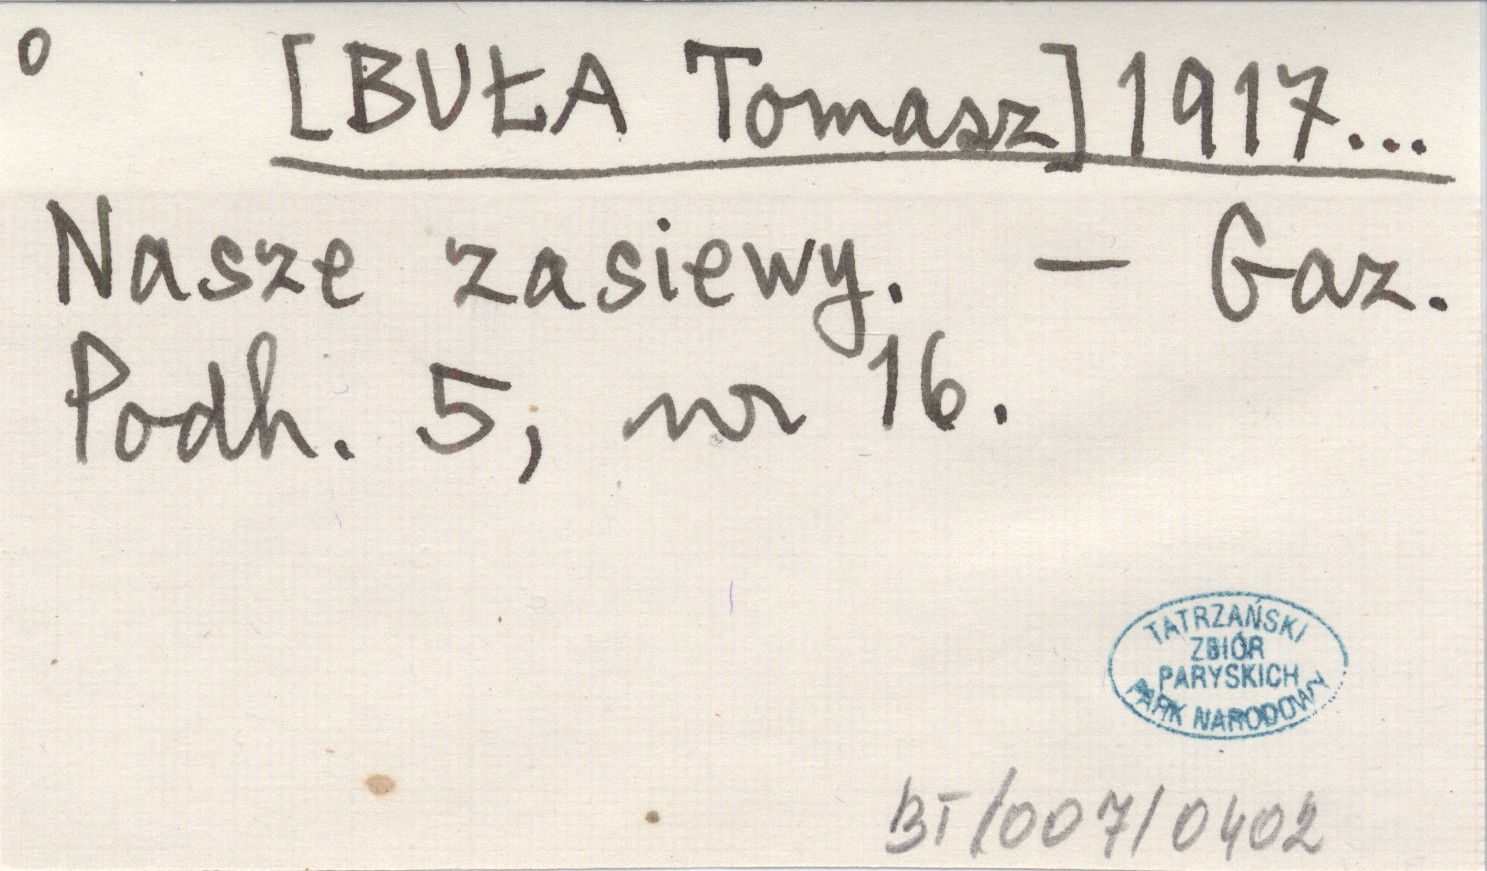 o [BUŁA Tomasz] 1917...
Nasze zasiewy. — Gaz.
Podh. 5, nr 16.
TATRZAŃSKI
ZBIÓR
PARYSKICH
PARK NARODOWY
BT/007/0402